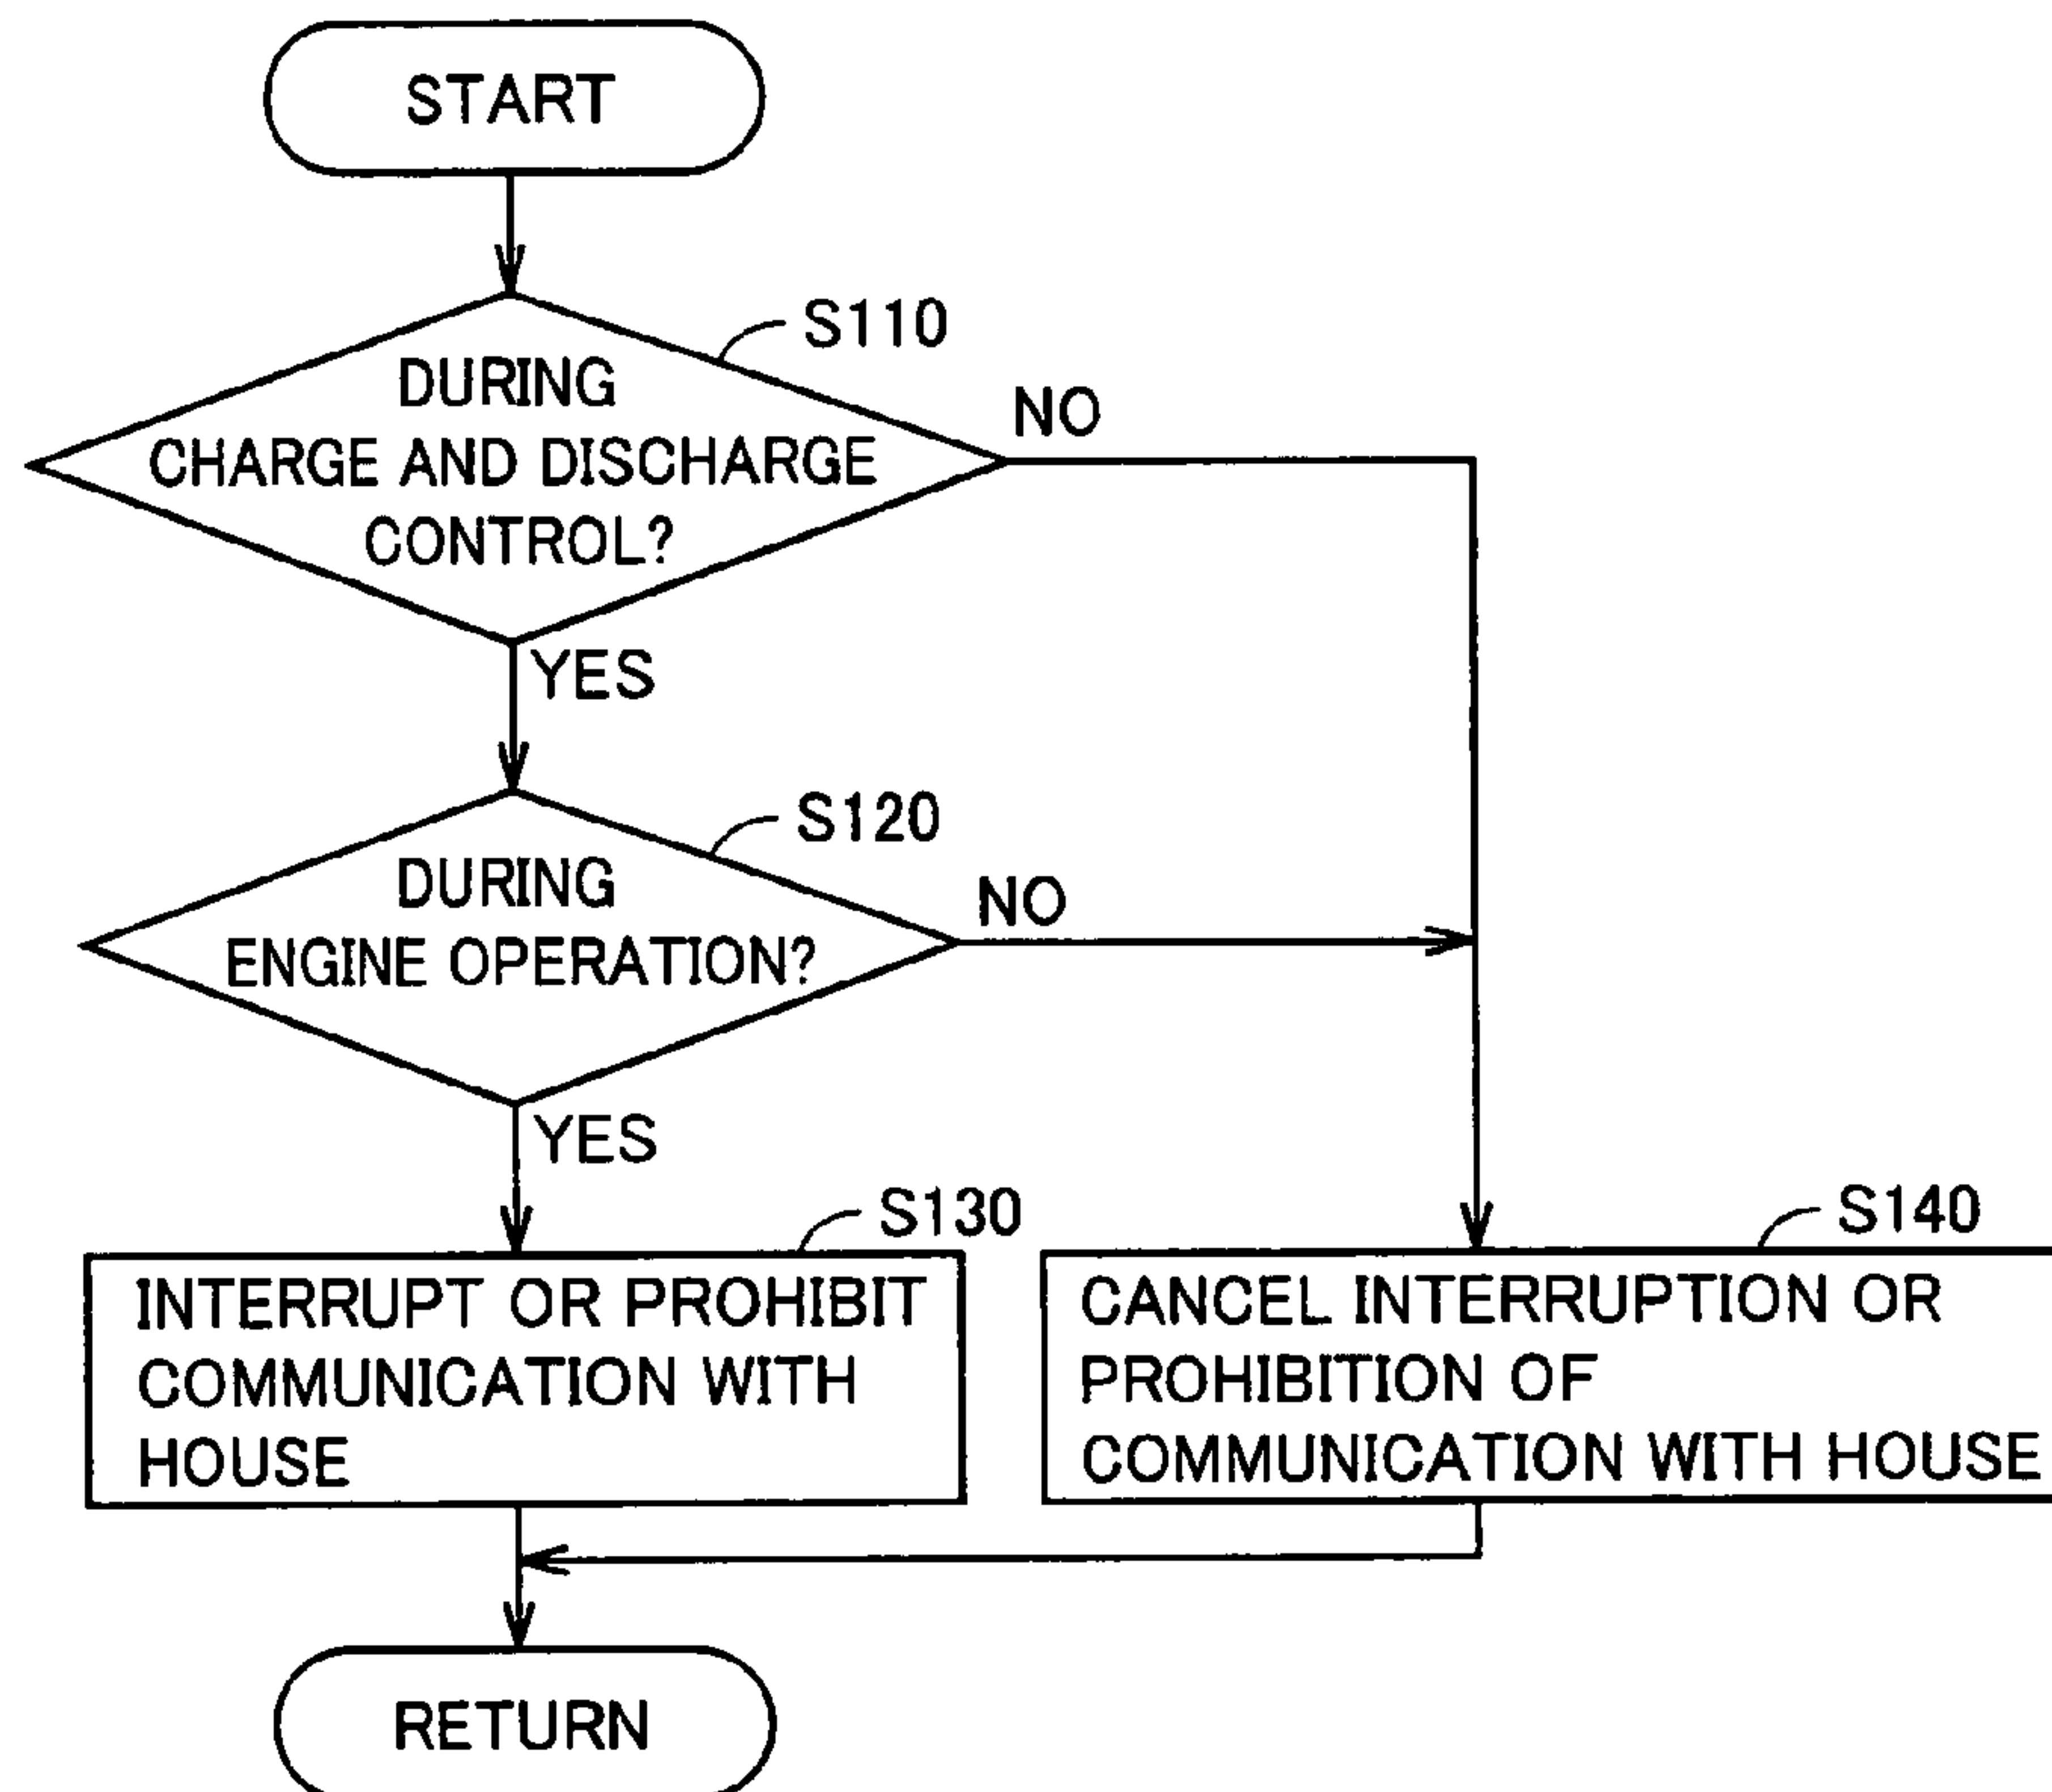 START
S110
DURING
CHARGE AND DISCHARGE
CONTROL?
NO
YES
S120
DURING
ENGINE OPERATION?
NO
YES
S130
INTERRUPT OR PROHIBIT
COMMUNICATION WITH
HOUSE
S140
CANCEL INTERRUPTION OR
PROHIBITION OF
COMMUNICATION WITH HOUSE
RETURN